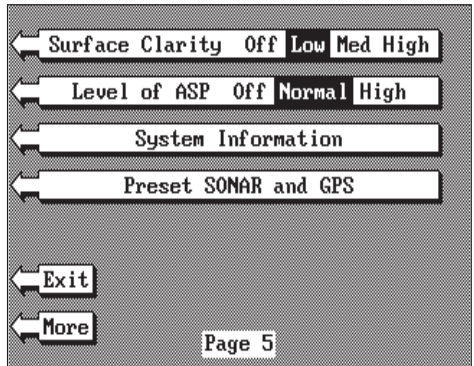 Surface Clarity Off Low Med High
Level of ASP Off Normal High
System Information
Preset SONAR and GPS
Exit
More
Page 5